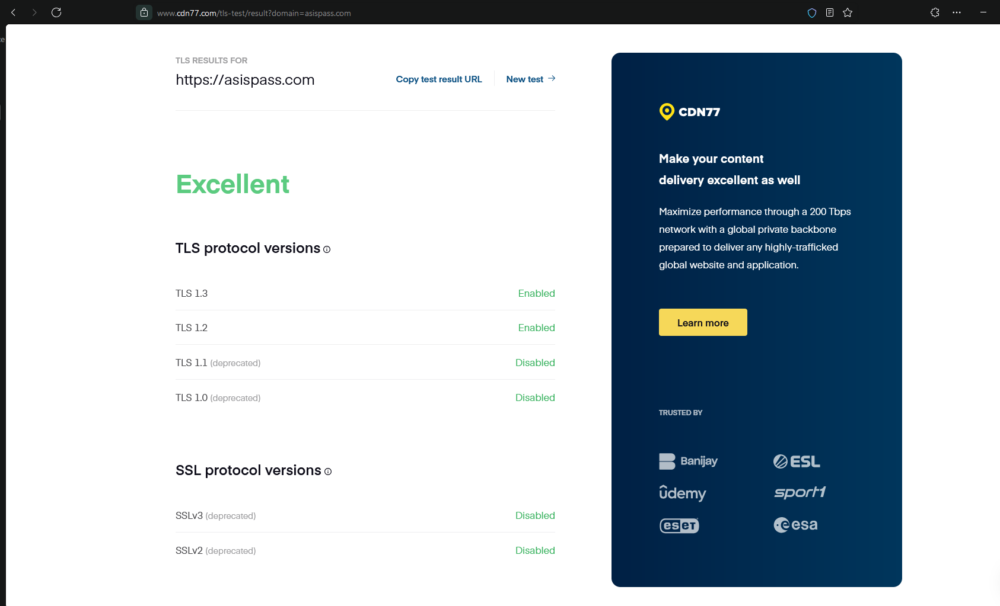 www.cdn77.com/tls-test/result?domain=asispass.com
ce
TLS RESULTS FOR
https://asispass.com
Copy test result URL
New test →
Excellent
TLS protocol versions
TLS 1.3 Enabled
TLS 1.2 Enabled
TLS 1.1 (deprecated) Disabled
TLS 1.0 (deprecated) Disabled
SSL protocol versions
SSLv3 (deprecated) Disabled
SSLv2 (deprecated) Disabled
CDN77
Make your content
delivery excellent as well
Maximize performance through a 200 Tbps
network with a global private backbone
prepared to deliver any highly-trafficked
global website and application.
Learn more
TRUSTED BY
Banijay
ESL
ûdemy
sport1
eseT
esa